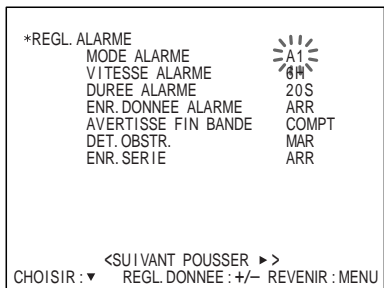 *REGL.ALARME
MODE ALARME A1
VITESSE ALARME 6H
DUREE ALARME 20S
ENR.DONNEE ALARME ARR
AVERTISSE FIN BANDE COMPT
DET.OBSTR. MAR
ENR.SERIE ARR
<SUIVANT POUSSER ►>
CHOISIR:▼ REGL.DONNEE:+/– REVENIR:MENU